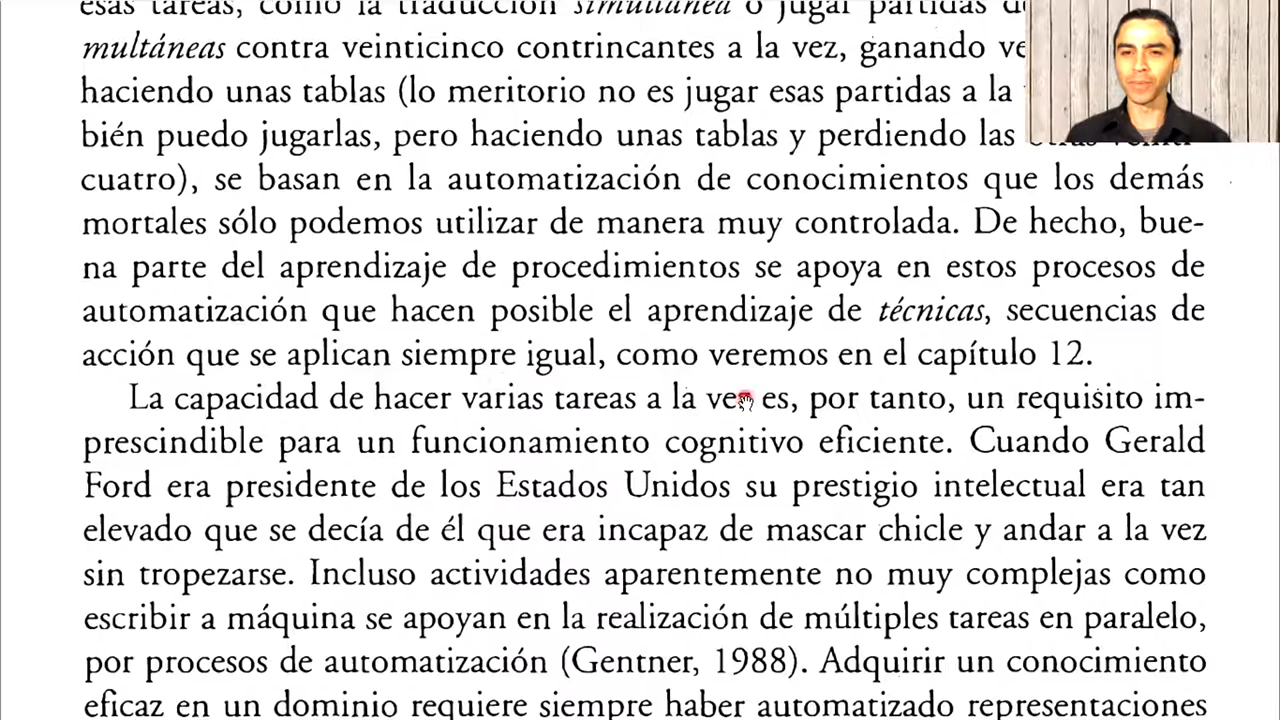 esas tareas, como la traducción simultánea o jugar partidas
multáneas contra veinticinco contrincantes a la vez, ganando
haciendo unas tablas (lo meritorio no es jugar esas partidas a la
bién puedo jugarlas, pero haciendo unas tablas y perdiendo las
cuatro), se basan en la automatización de conocimientos que los demás
mortales sólo podemos utilizar de manera muy controlada. De hecho, bue-
na parte del aprendizaje de procedimientos se apoya en estos procesos de
automatización que hacen posible el aprendizaje de técnicas, secuencias de
acción que se aplican siempre igual, como veremos en el capítulo 12.
La capacidad de hacer varias tareas a la vez es, por tanto, un requisito im-
prescindible para un funcionamiento cognitivo eficiente. Cuando Gerald
Ford era presidente de los Estados Unidos su prestigio intelectual era tan
elevado que se decía de él que era incapaz de mascar chicle y andar a la vez
sin tropezarse. Incluso actividades aparentemente no muy complejas como
escribir a máquina se apoyan en la realización de múltiples tareas en paralelo,
por procesos de automatización (Gentner, 1988). Adquirir un conocimiento
eficaz en un dominio requiere siempre haber automatizado representaciones